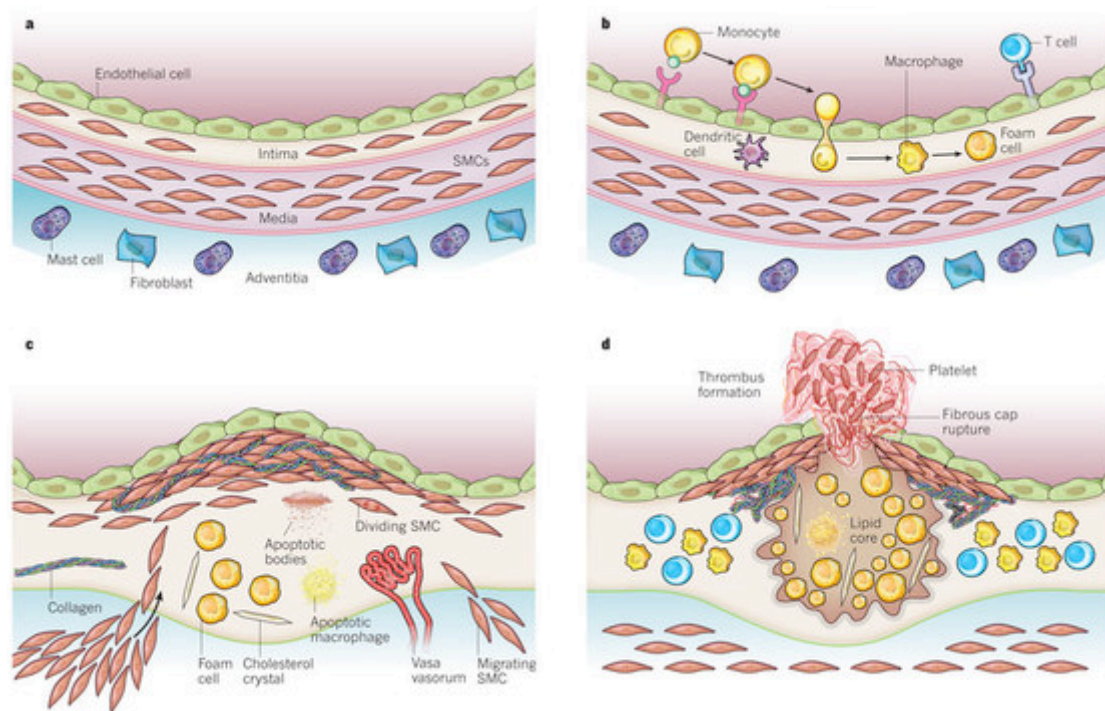 a
Endothelial cell
Intima
SMCs
Media
Mast cell
Fibroblast
Adventitia
b
Monocyte
T cell
Macrophage
Dendritic
cell
Foam
cell
c
Dividing SMC
Apoptotic
bodies
Collagen
Apoptotic
macrophage
Foam
cell
Cholesterol
crystal
Vasa
vasorum
Migrating
SMC
d
Thrombus
formation
Platelet
Fibrous cap
rupture
Lipid
core